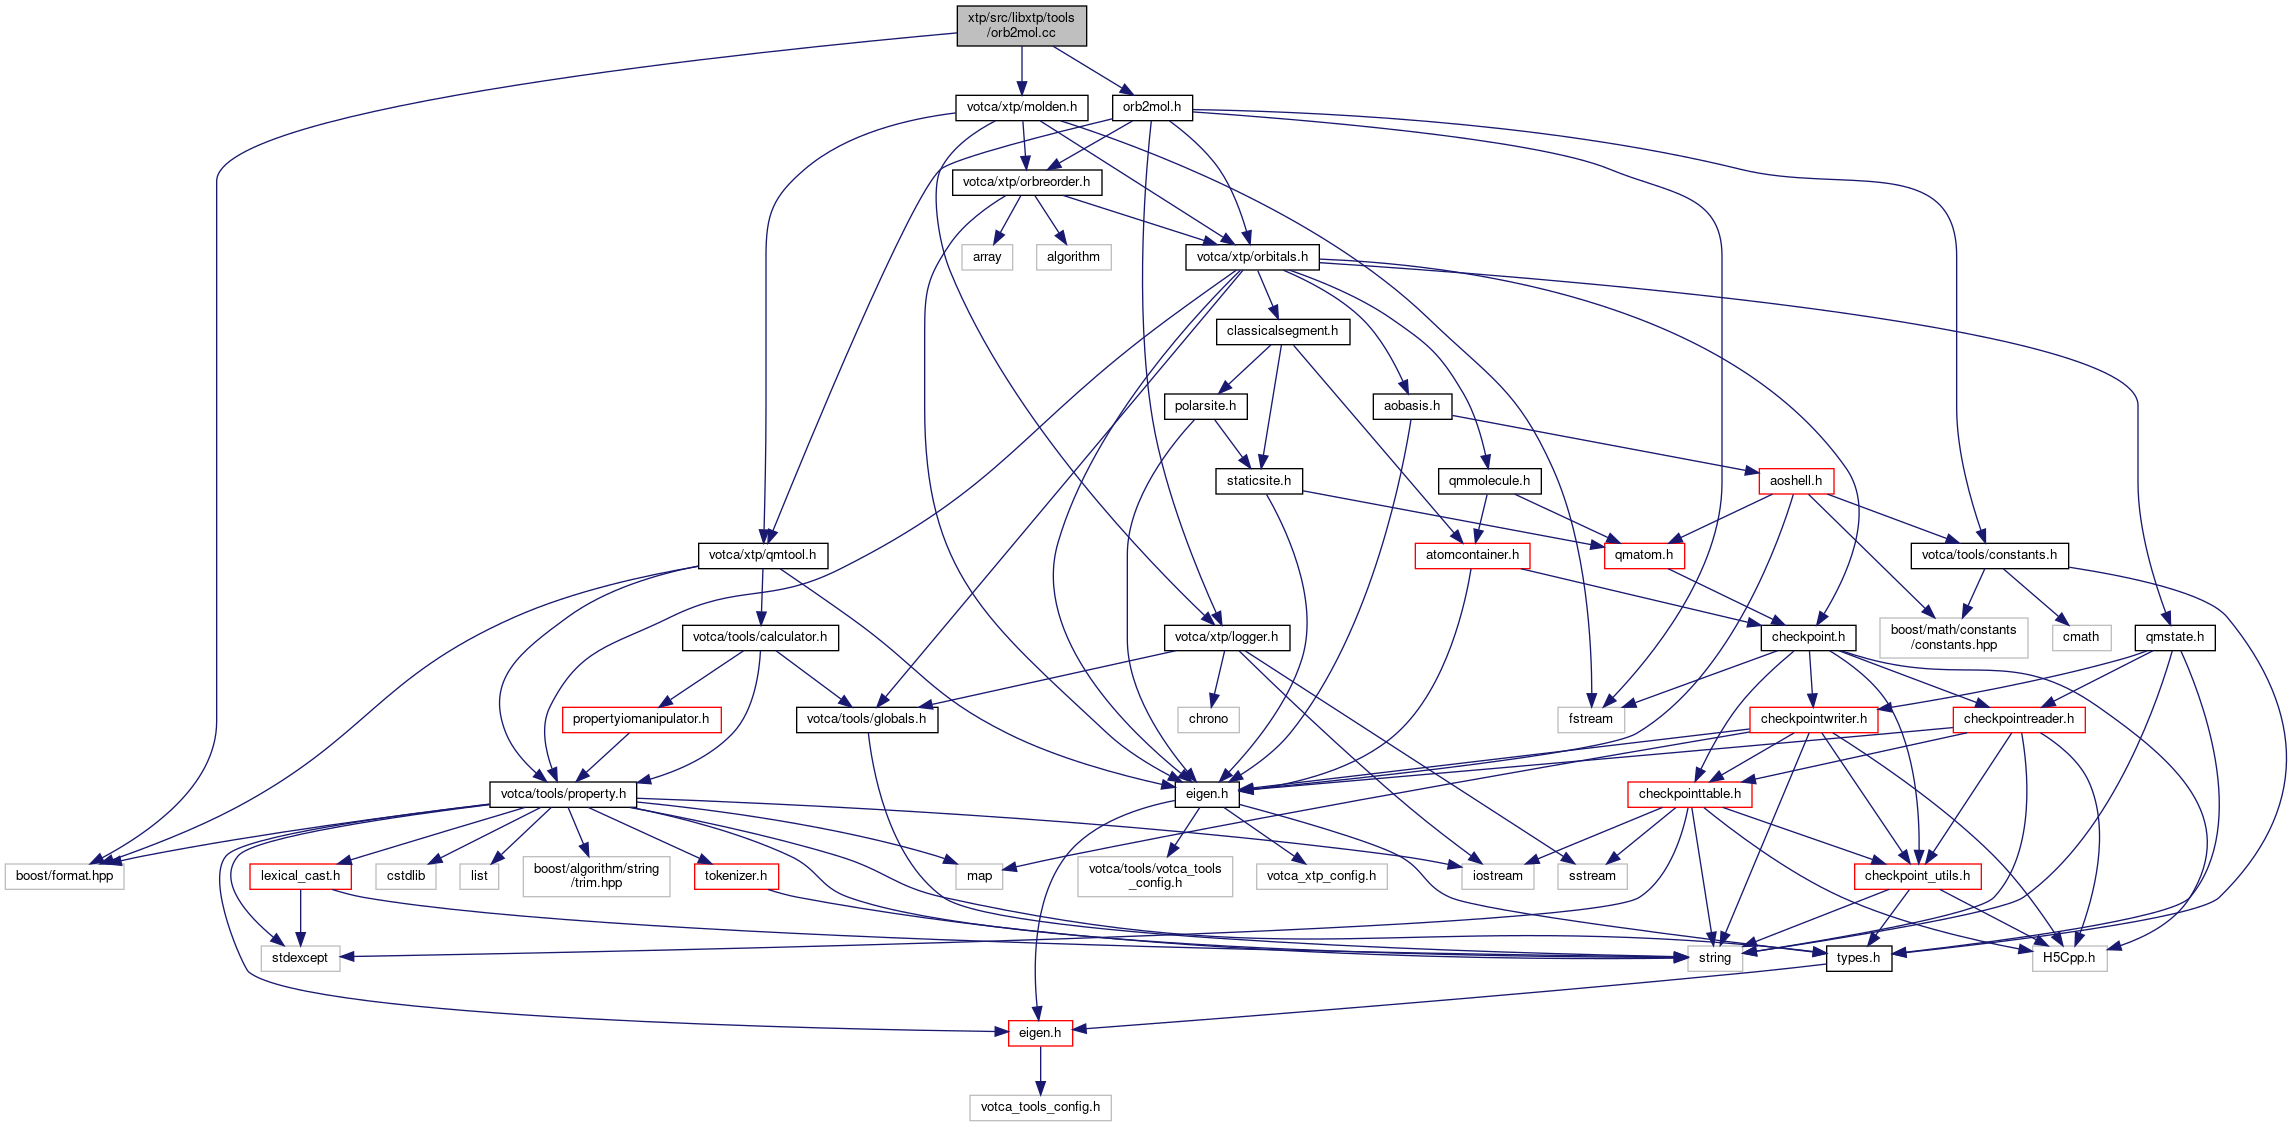 xtp/src/libxtp/tools
/orb2mol.cc
votca/xtp/molden.h
orb2mol.h
votca/xtp/orbreorder.h
array
algorithm
votca/xtp/orbitals.h
classicalsegment.h
polarsite.h
aobasis.h
staticsite.h
qmmolecule.h
aoshell.h
votca/xtp/qmtool.h
atomcontainer.h
qmatom.h
votca/tools/constants.h
votca/tools/calculator.h
votca/xtp/logger.h
checkpoint.h
boost/math/constants
/constants.hpp
cmath
qmstate.h
propertyiomanipulator.h
votca/tools/globals.h
chrono
fstream
checkpointwriter.h
checkpointreader.h
votca/tools/property.h
eigen.h
checkpointtable.h
boost/format.hpp
lexical_cast.h
cstdlib
list
boost/algorithm/string
/trim.hpp
tokenizer.h
map
votca/tools/votca_tools
_config.h
votca_xtp_config.h
iostream
sstream
checkpoint_utils.h
stdexcept
string
types.h
H5Cpp.h
eigen.h
votca_tools_config.h